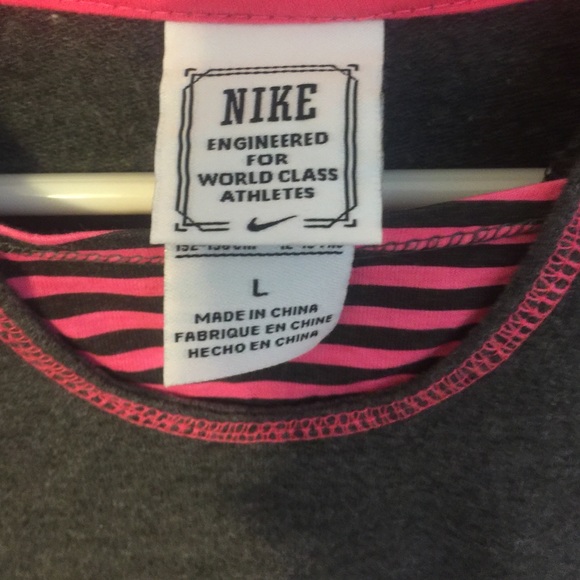 NIKE
ENGINEERED
FOR
WORLD CLASS
ATHLETES
L
MADE IN CHINA
FABRIQUE EN CHINE
HECHO EN CHINA